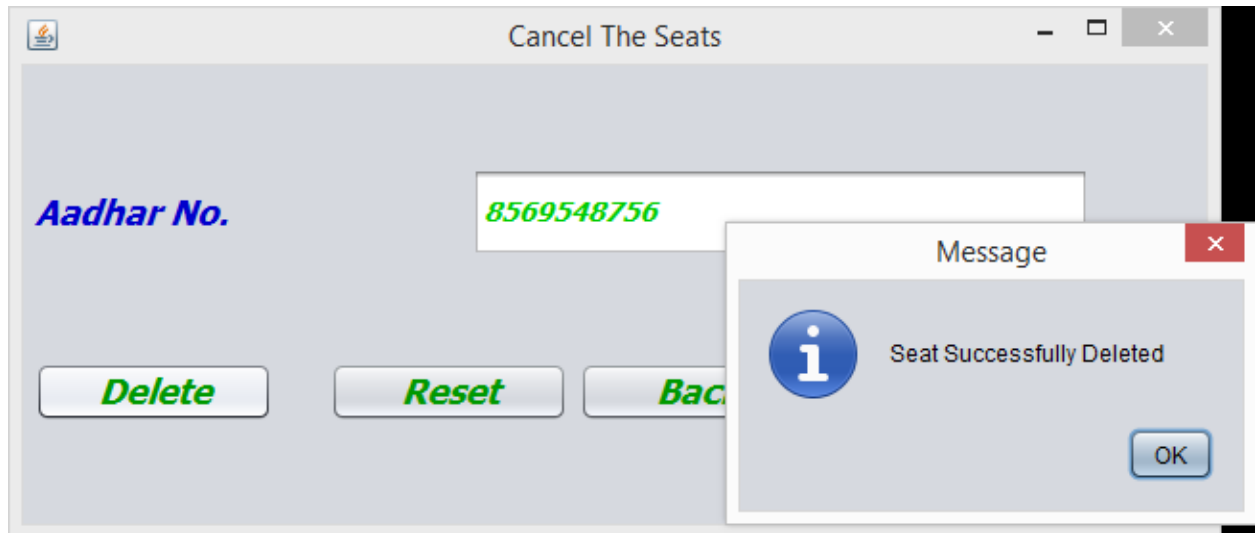 Cancel The Seats
Aadhar No.
8569548756
Message
Seat Successfully Deleted
Delete
Reset
OK